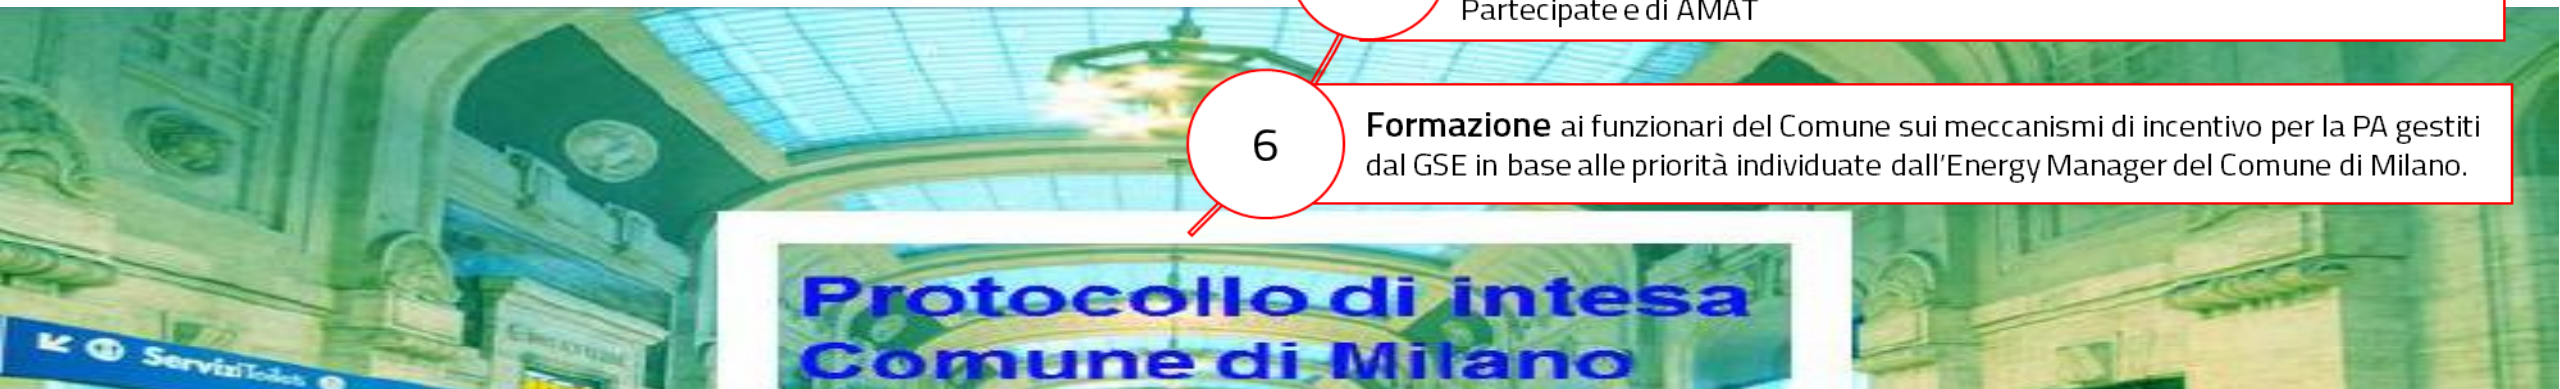 Partecipate e di AMAT
6
Formazione ai funzionari del Comune sui meccanismi di incentivo per la PA gestiti
dal GSE in base alle priorità individuate dall'Energy Manager del Comune di Milano.
Protocollo di intesa
Comune di Milano
Servizi